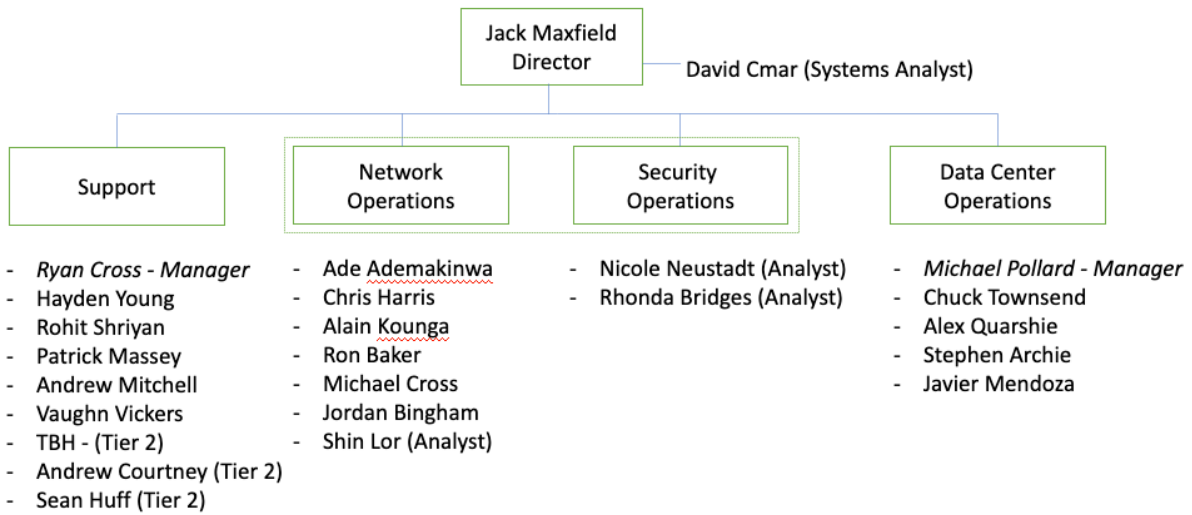 Jack Maxfield
Director
David Cmar (Systems Analyst)
Support
Network
Operations
Security
Operations
Data Center
Operations
- Ryan Cross - Manager
- Hayden Young
- Rohit Shriyan
- Patrick Massey
- Andrew Mitchell
- Vaughn Vickers
- TBH - (Tier 2)
- Andrew Courtney (Tier 2)
- Sean Huff (Tier 2)
- Ade Ademakinwa
- Chris Harris
- Alain Kounga
- Ron Baker
- Michael Cross
- Jordan Bingham
- Shin Lor (Analyst)
- Nicole Neustadt (Analyst)
- Rhonda Bridges (Analyst)
- Michael Pollard - Manager
- Chuck Townsend
- Alex Quarshie
- Stephen Archie
- Javier Mendoza